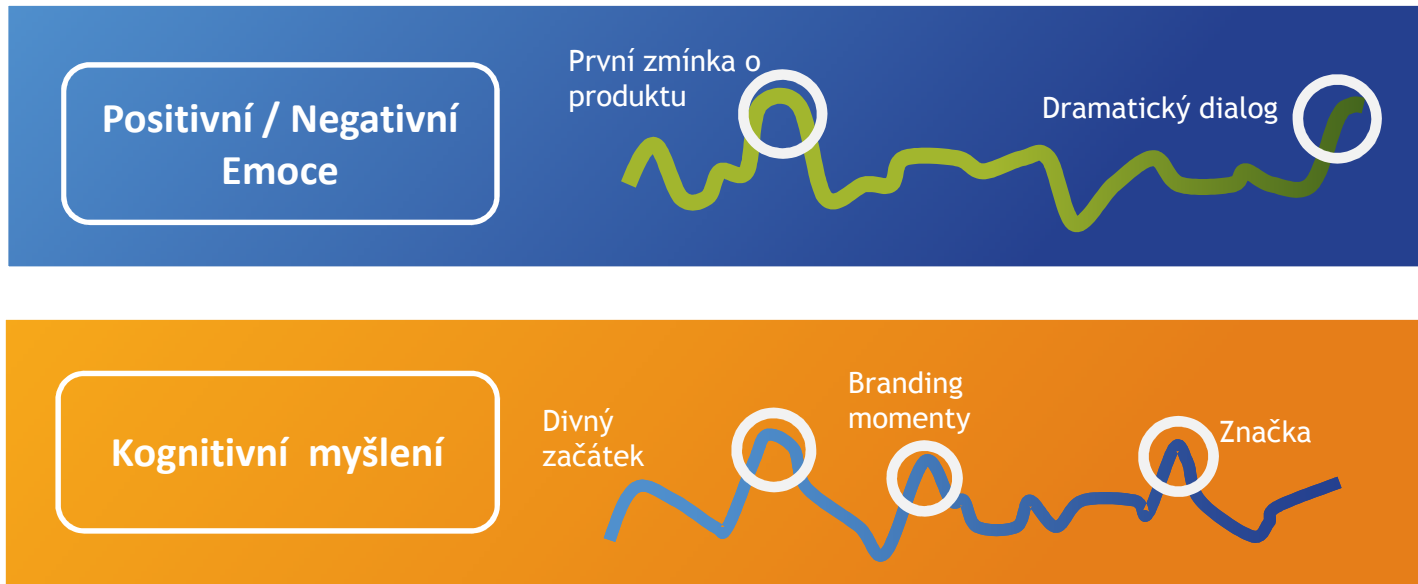 První zmínka o
produktu
Positivní / Negativní
Emoce
Dramatický dialog
Branding
momenty
Divný
začátek
Značka
Kognitivní  myšlení